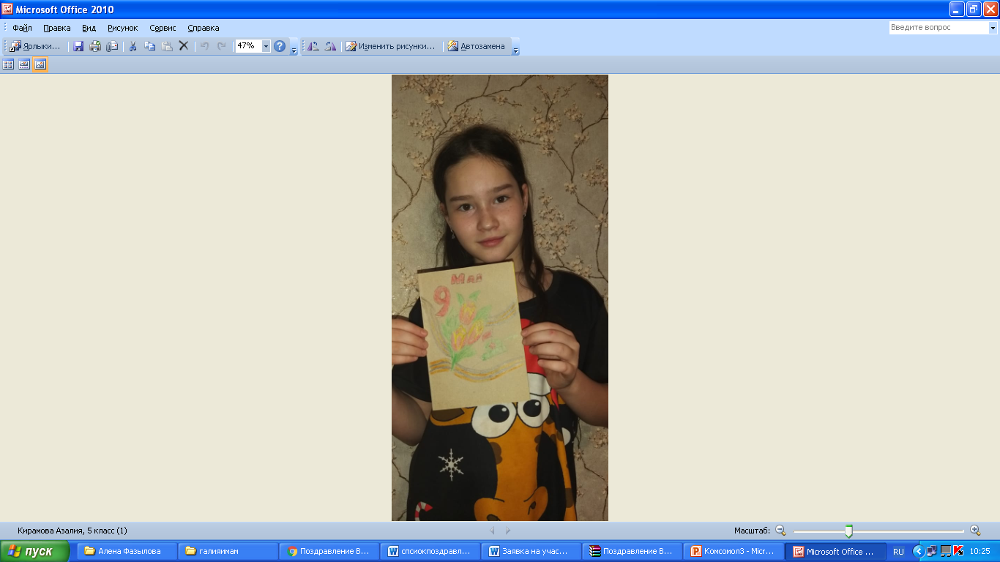 Microsoft Office 2010
Файл Правка Вид Рисунок Сервис Справка
Введите вопрос
Ярлыки...
47%
Изменить рисунки...
Автозамена
Мая
9
Кирамова Азалия, 5 класс (1)
Масштаб:
пуск
Алена Фазылова
галияимам
Поздравление В...
спсиокпоздравл...
Заявка на учас...
Поздравление В...
Комсомол3 - Micr...
Microsoft Office ...
RU
10:25